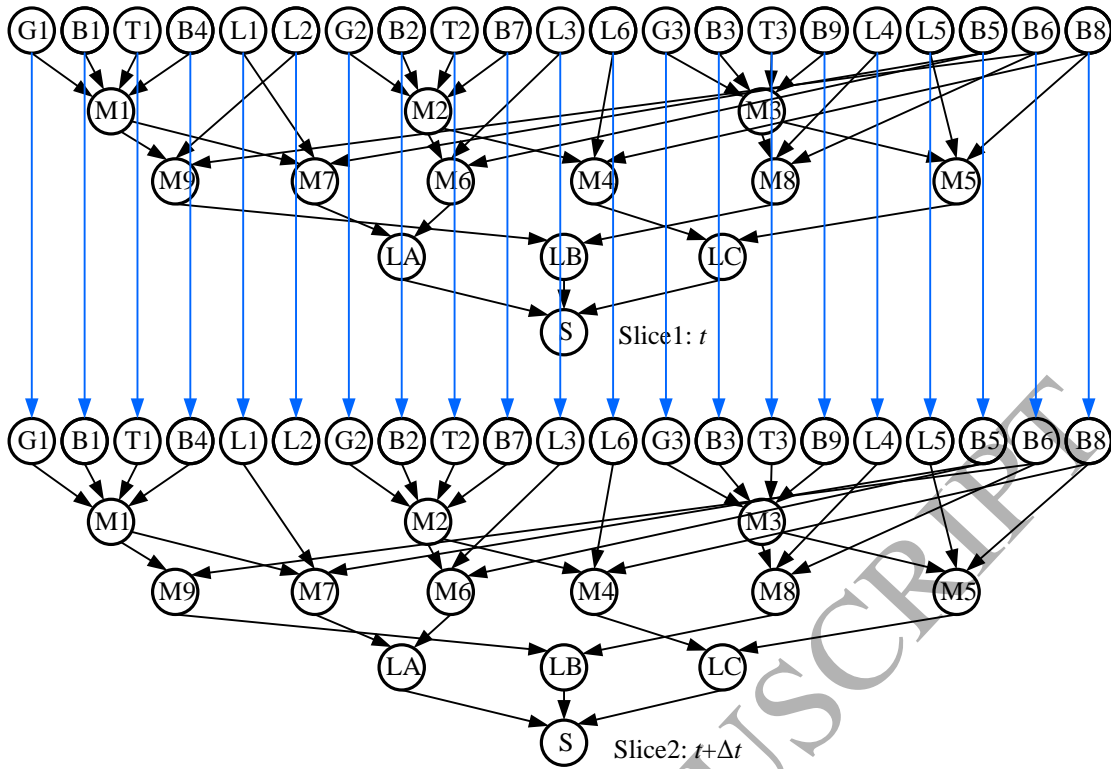 G1 B1 T1 B4 L1 L2 G2 B2 T2 B7 L3 L6 G3 B3 T3 B9 L4 L5 B5 B6 B8
M1 M2 M3
M9 M7 M6 M4 M8 M5
LA LB LC
S Slice1: t
G1 B1 T1 B4 L1 L2 G2 B2 T2 B7 L3 L6 G3 B3 T3 B9 L4 L5 B5 B6 B8
M1 M2 M3
M9 M7 M6 M4 M8 M5
LA LB LC
S Slice2: t+Δt
USCRIPT